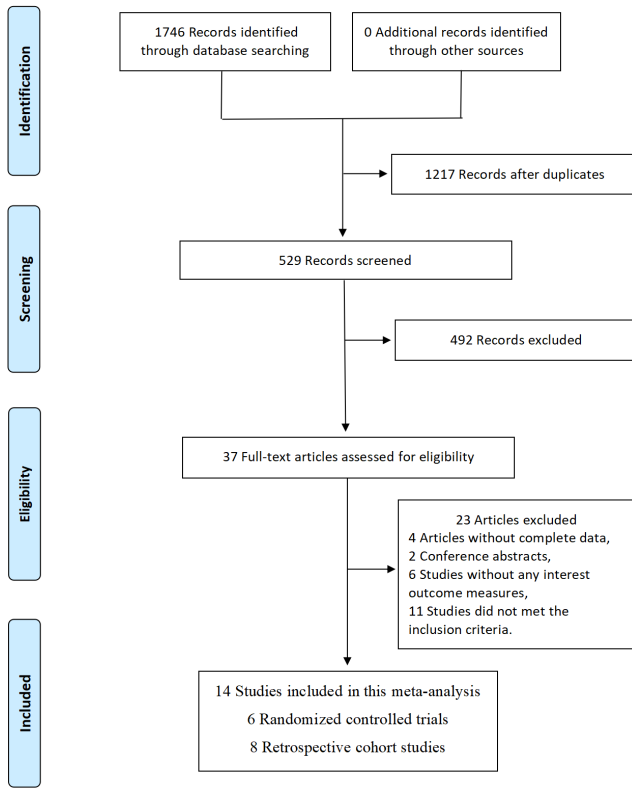 Identification
1746 Records identified
through database searching
0 Additional records identified
through other sources
1217 Records after duplicates
Screening
529 Records screened
492 Records excluded
Eligibility
37 Full-text articles assessed for eligibility
23 Articles excluded
4 Articles without complete data,
2 Conference abstracts,
6 Studies without any interest
outcome measures,
11 Studies did not met the
inclusion criteria.
Included
14 Studies included in this meta-analysis
6 Randomized controlled trials
8 Retrospective cohort studies